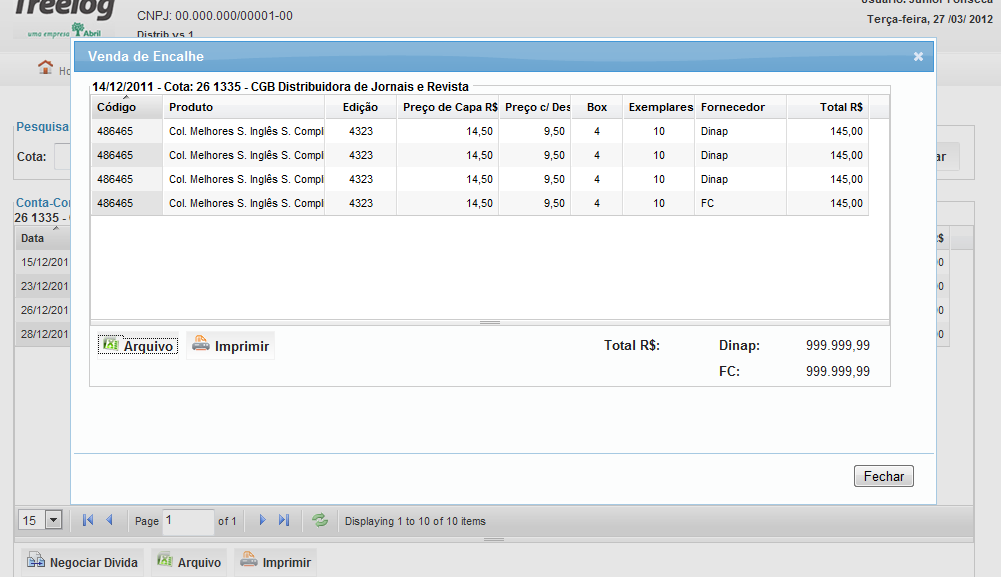 Treelog
uma empresa Abril
CNPJ: 00.000.000/00001-00
Distrib vs.1
Usuário: Junior Fonseca
Terça-feira, 27 /03/ 2012
Venda de Encalhe
14/12/2011 - Cota: 26 1335 - CGB Distribuidora de Jornais e Revista
Código Produto Edição Preço de Capa R$ Preço c/ Des Box Exemplares Fornecedor Total R$
486465 Col. Melhores S. Inglês S. Compl 4323 14,50 9,50 4 10 Dinap 145,00
486465 Col. Melhores S. Inglês S. Compl 4323 14,50 9,50 4 10 Dinap 145,00
486465 Col. Melhores S. Inglês S. Compl 4323 14,50 9,50 4 10 Dinap 145,00
486465 Col. Melhores S. Inglês S. Compl 4323 14,50 9,50 4 10 FC 145,00
Arquivo Imprimir Total R$: Dinap: 999.999,99
FC: 999.999,99
Fechar
Ho
Pesquisa
Cota: ar
Conta-Co
26 1335 -
Data $
15/12/201 0
23/12/201 0
26/12/201 0
28/12/201 0
15 Page 1 of 1 Displaying 1 to 10 of 10 items
Negociar Divida Arquivo Imprimir